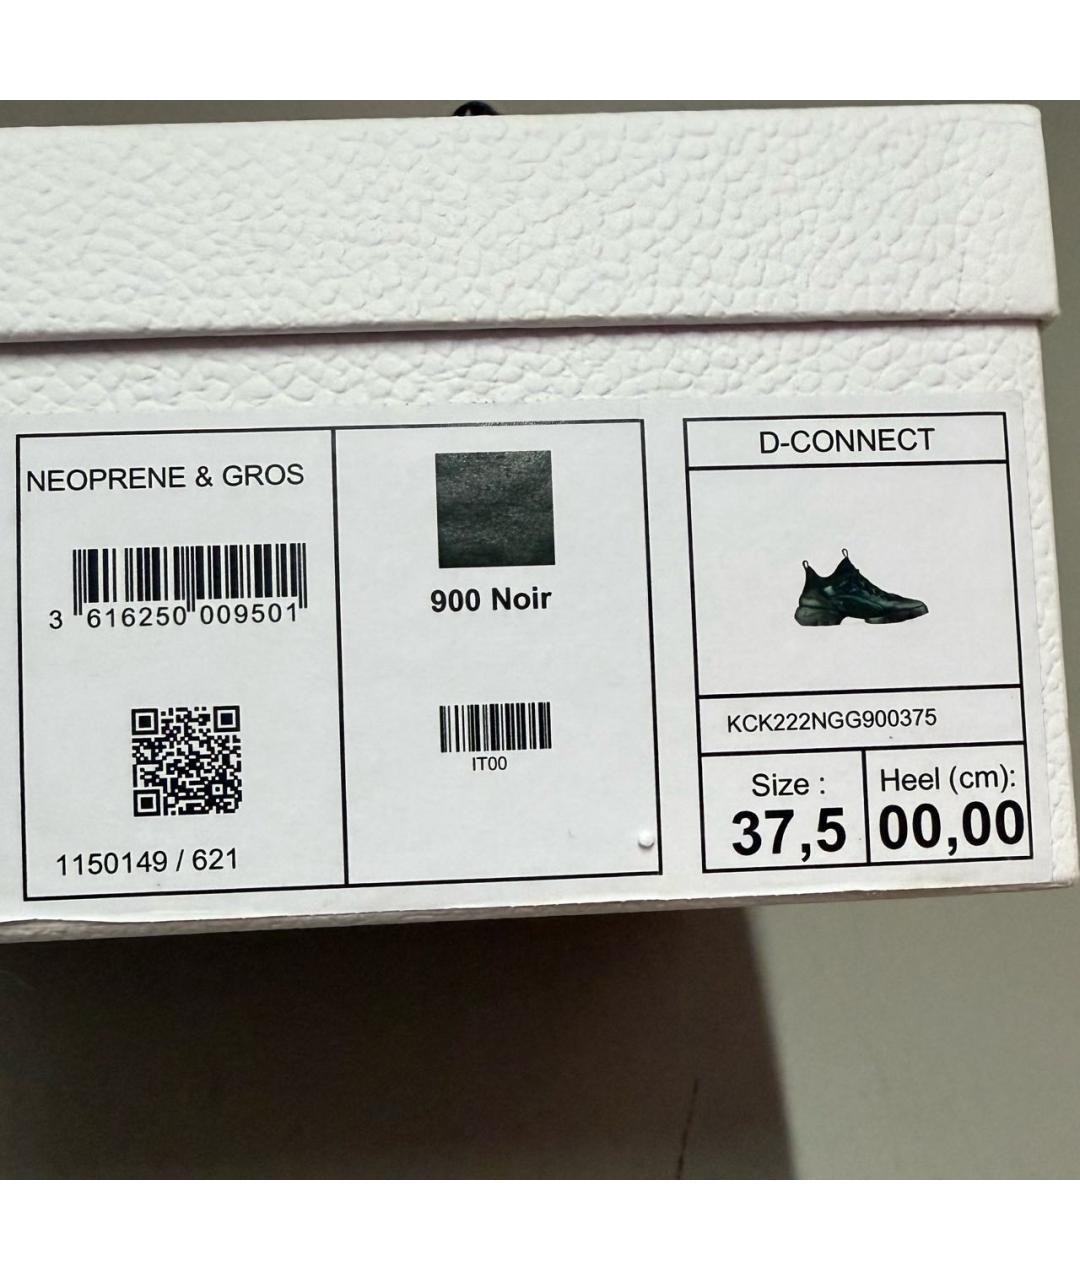 NEOPRENE & GROS
3 616250 009501
1150149 / 621
900 Noir
IT00
D-CONNECT
KCK222NGG900375
Size :
37,5
Heel (cm):
00,00